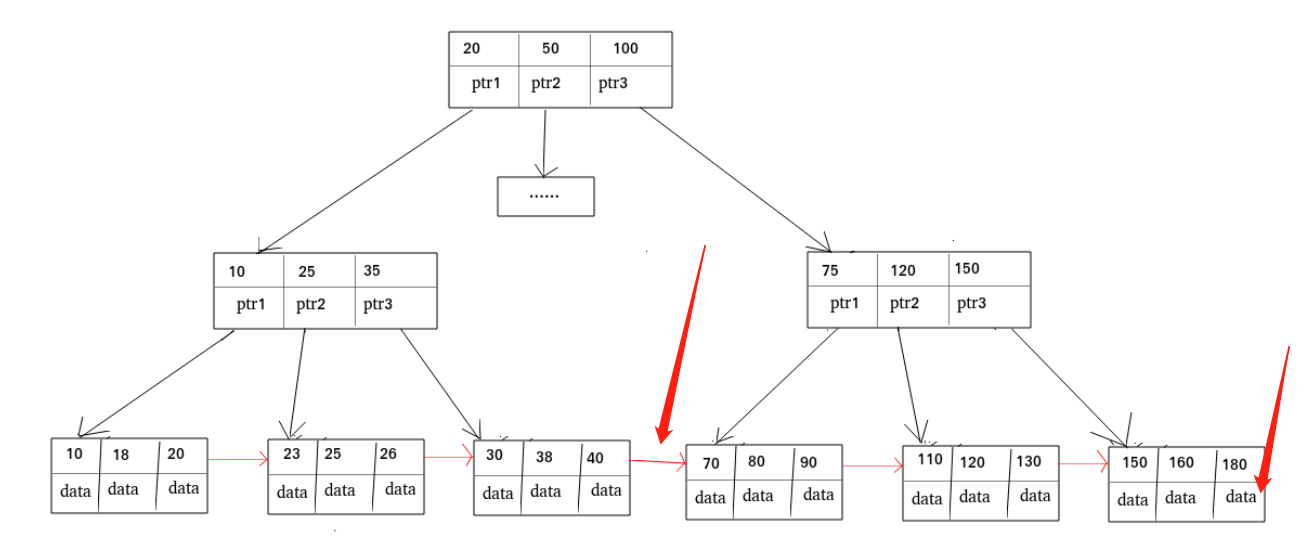 20 50 100
ptr1 ptr2 ptr3
......
10 25 35
ptr1 ptr2 ptr3
75 120 150
ptr1 ptr2 ptr3
10 18 20
data data data
23 25 26
data data data
30 38 40
data data data
70 80 90
data data data
110 120 130
data data data
150 160 180
data data data